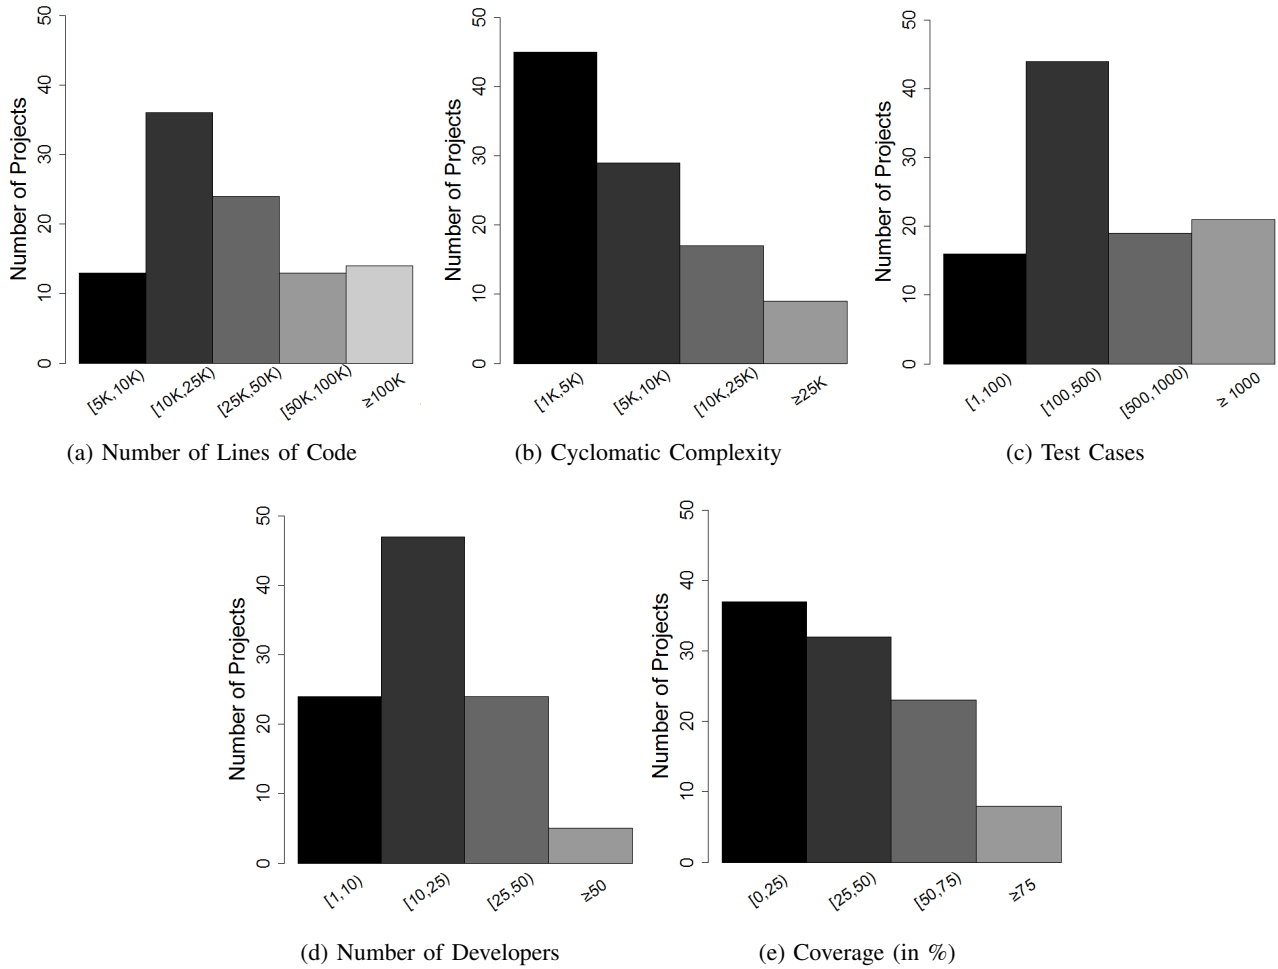 Number of Projects
0
10
20
30
40
50
[5K,10K)
[10K,25K)
[25K,50K)
[50K,100K)
≥100K
(a) Number of Lines of Code
Number of Projects
0
10
20
30
40
50
[1K,5K)
[5K,10K)
[10K,25K)
≥25K
(b) Cyclomatic Complexity
Number of Projects
0
10
20
30
40
50
[1,100)
[100,500)
[500,1000)
≥ 1000
(c) Test Cases
Number of Projects
0
10
20
30
40
50
[1,10)
[10,25)
[25,50)
≥50
(d) Number of Developers
Number of Projects
0
10
20
30
40
50
[0,25)
[25,50)
[50,75)
≥75
(e) Coverage (in %)